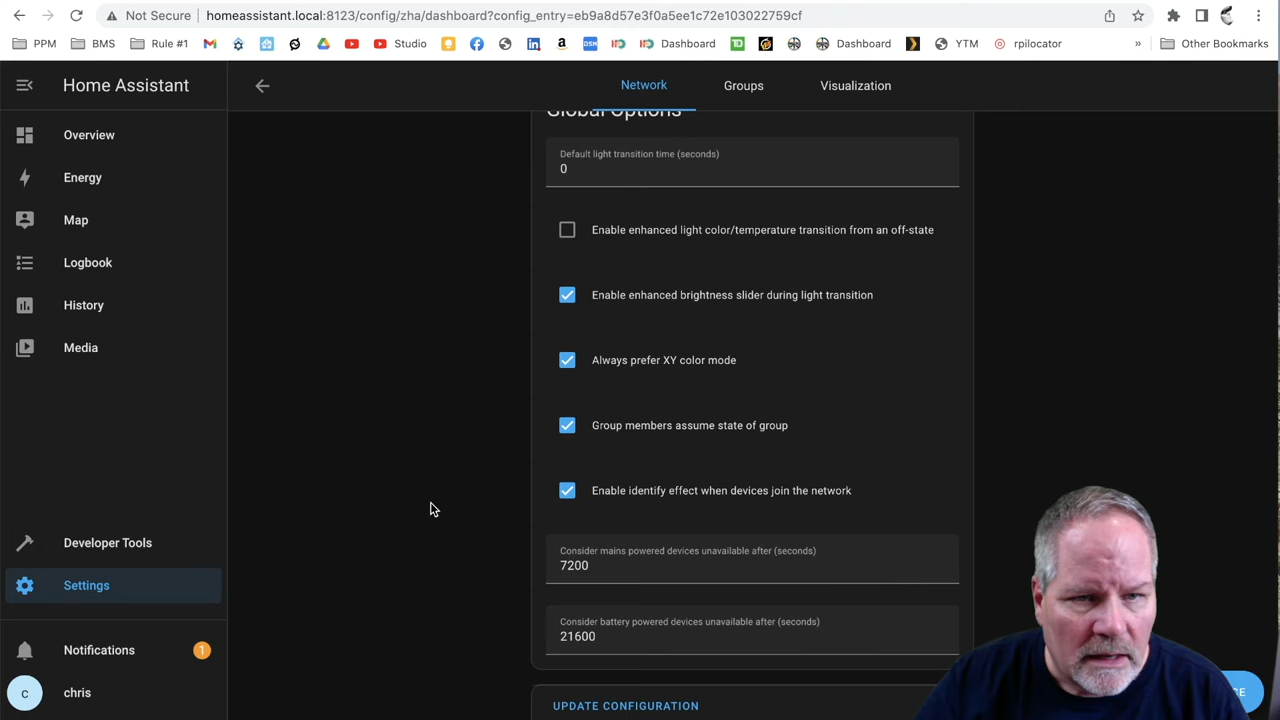 Not Secure homeassistant.local:8123/config/zha/dashboard?config_entry=eb9a8d57e3f0a5ee1c72e103022759cf
PPM BMS Rule #1 Studio Dashboard Dashboard YTM rpilocator » Other Bookmarks
Home Assistant
Network Groups Visualization
Overview
Energy
Map
Logbook
History
Media
Developer Tools
Settings
Notifications 1
c chris
Global Options
Default light transition time (seconds)
0
Enable enhanced light color/temperature transition from an off-state
Enable enhanced brightness slider during light transition
Always prefer XY color mode
Group members assume state of group
Enable identify effect when devices join the network
Consider mains powered devices unavailable after (seconds)
7200
Consider battery powered devices unavailable after (seconds)
21600
UPDATE CONFIGURATION